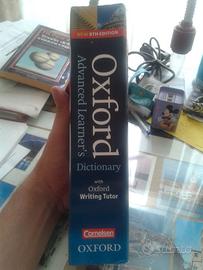 NEW 8TH EDITION
Oxford
Advanced Learner's
Dictionary
with
Oxford
Writing Tutor
Cornelsen
OXFORD